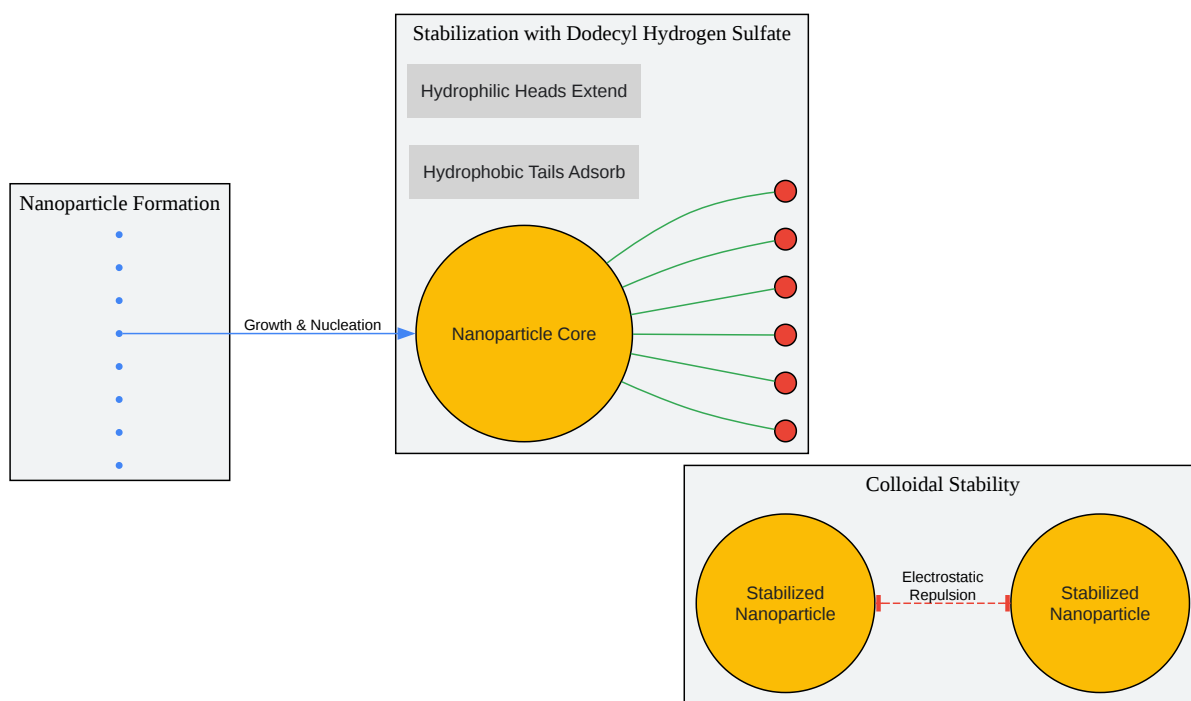 Stabilization with Dodecyl Hydrogen Sulfate
Hydrophilic Heads Extend
Hydrophobic Tails Adsorb
Nanoparticle Formation
Growth & Nucleation
Nanoparticle Core
Colloidal Stability
Stabilized
Nanoparticle
Electrostatic
Repulsion
Stabilized
Nanoparticle